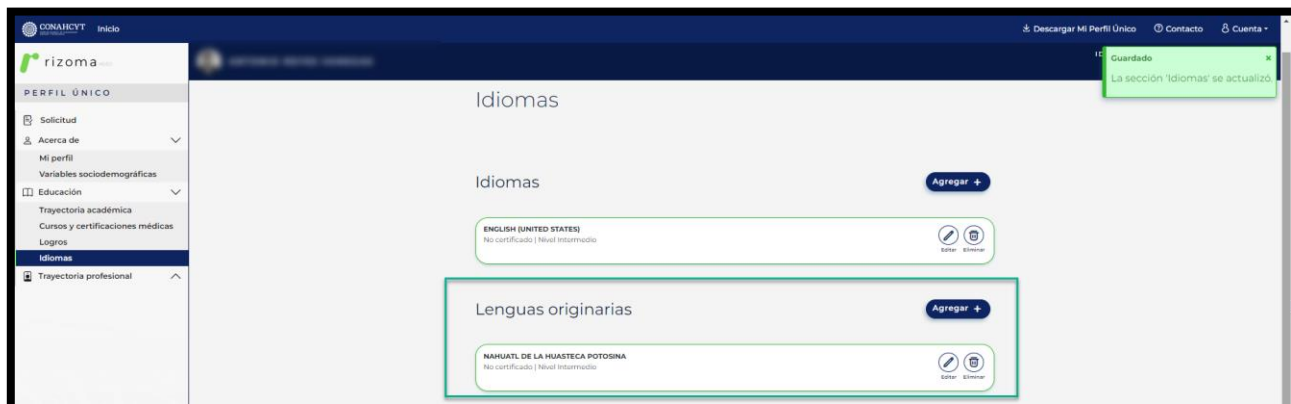 CONAHCYT Inicio
Descargar Mi Perfil Único Contacto Cuenta
rizoma
Guardado x
La sección 'Idiomas' se actualizó.
PERFIL ÚNICO
Solicitud
Acerca de
Mi perfil
Variables sociodemográficas
Educación
Trayectoria académica
Cursos y certificaciones médicas
Logros
Idiomas
Trayectoria profesional
Idiomas
Idiomas
Agregar +
ENGLISH (UNITED STATES)
No certificado | Nivel Intermedio
Editar Eliminar
Lenguas originarias
Agregar +
NAHUATL DE LA HUASTECA POTOSINA
No certificado | Nivel Intermedio
Editar Eliminar